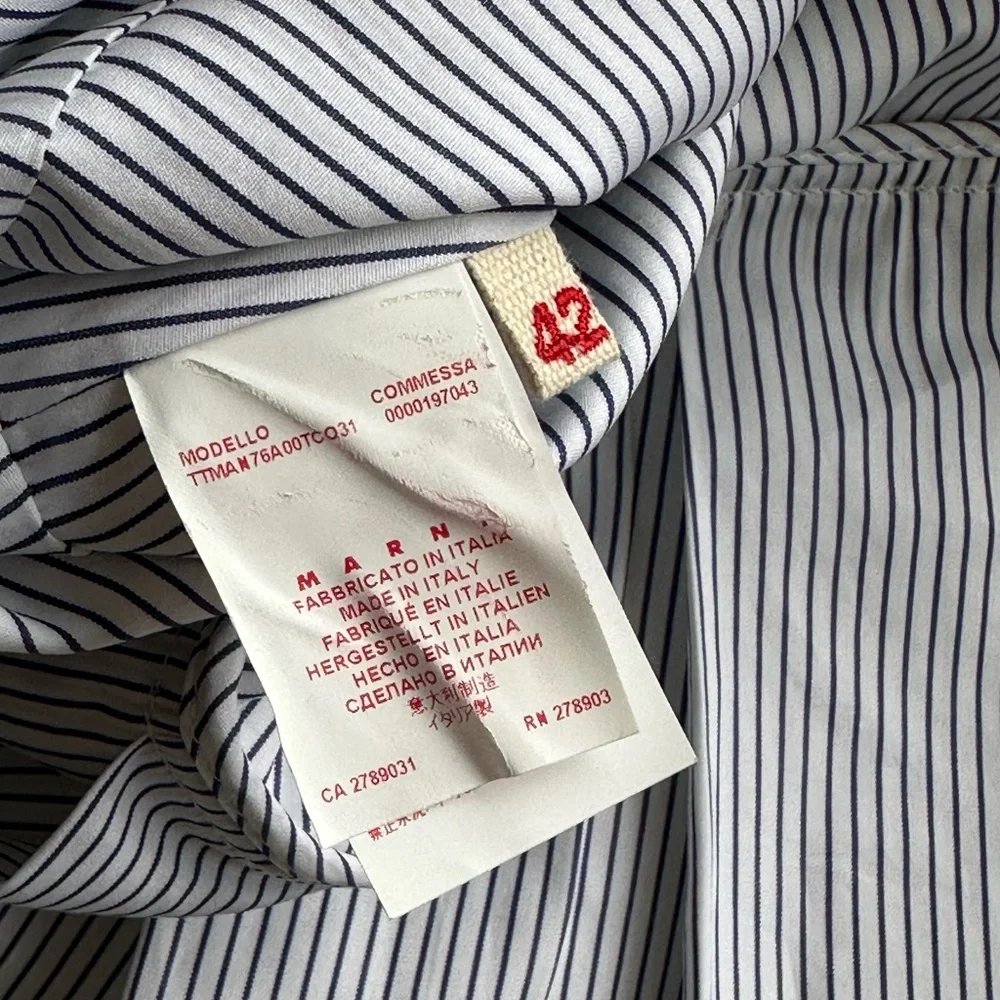 42
COMMESSA
0000197043
MODELLO
TTMAN76A00TCO31
M A R N I
FABBRICATO IN ITALIA
MADE IN ITALY
FABRIQUÉ EN ITALIE
HERGESTELLT IN ITALIEN
HECHO EN ITALIA
СДЕЛАНО В ИТАЛИИ
意大利制造
イタリア製
RN 278903
CA 2789031